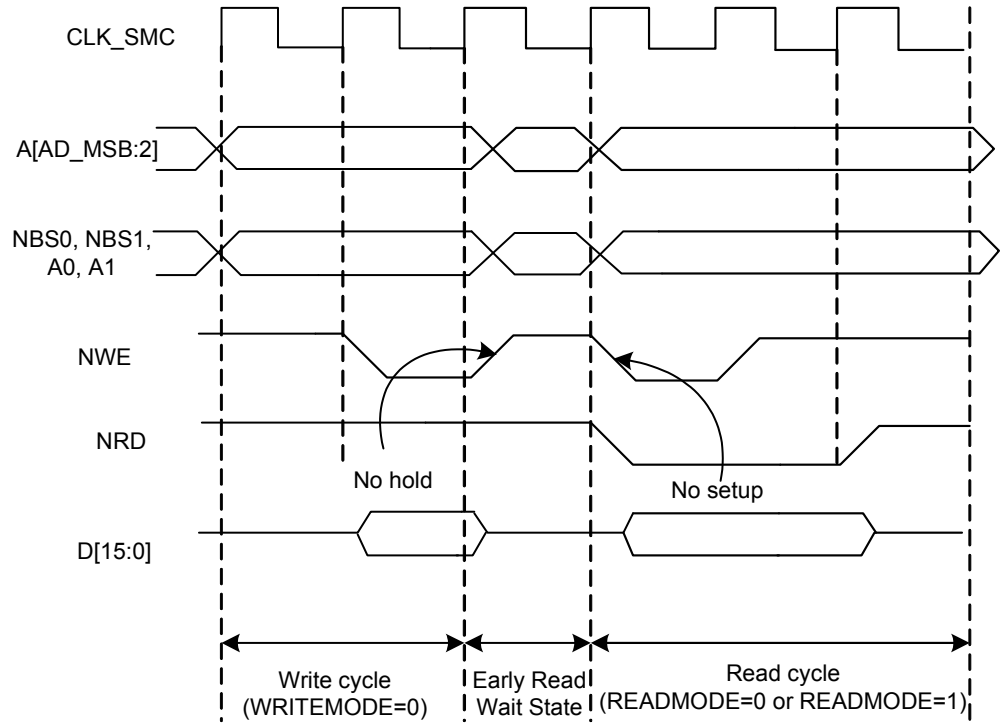 CLK_SMC
A[AD_MSB:2]
NBS0, NBS1,
A0, A1
NWE
NRD
No hold
No setup
D[15:0]
Write cycle
(WRITEMODE=0)
Early Read
Wait State
Read cycle
(READMODE=0 or READMODE=1)